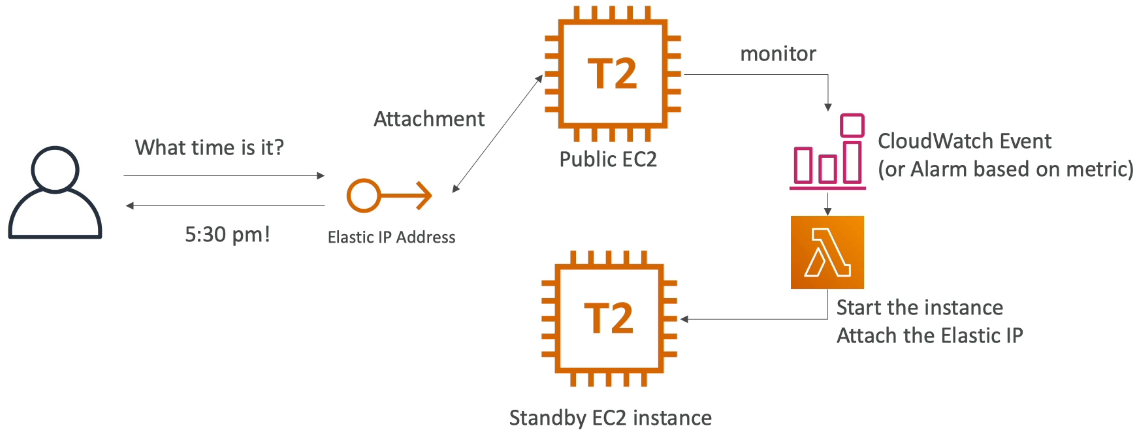 T2
monitor
Attachment
What time is it?
Public EC2
CloudWatch Event
(or Alarm based on metric)
5:30 pm!
Elastic IP Address
T2
Start the instance
Attach the Elastic IP
Standby EC2 instance